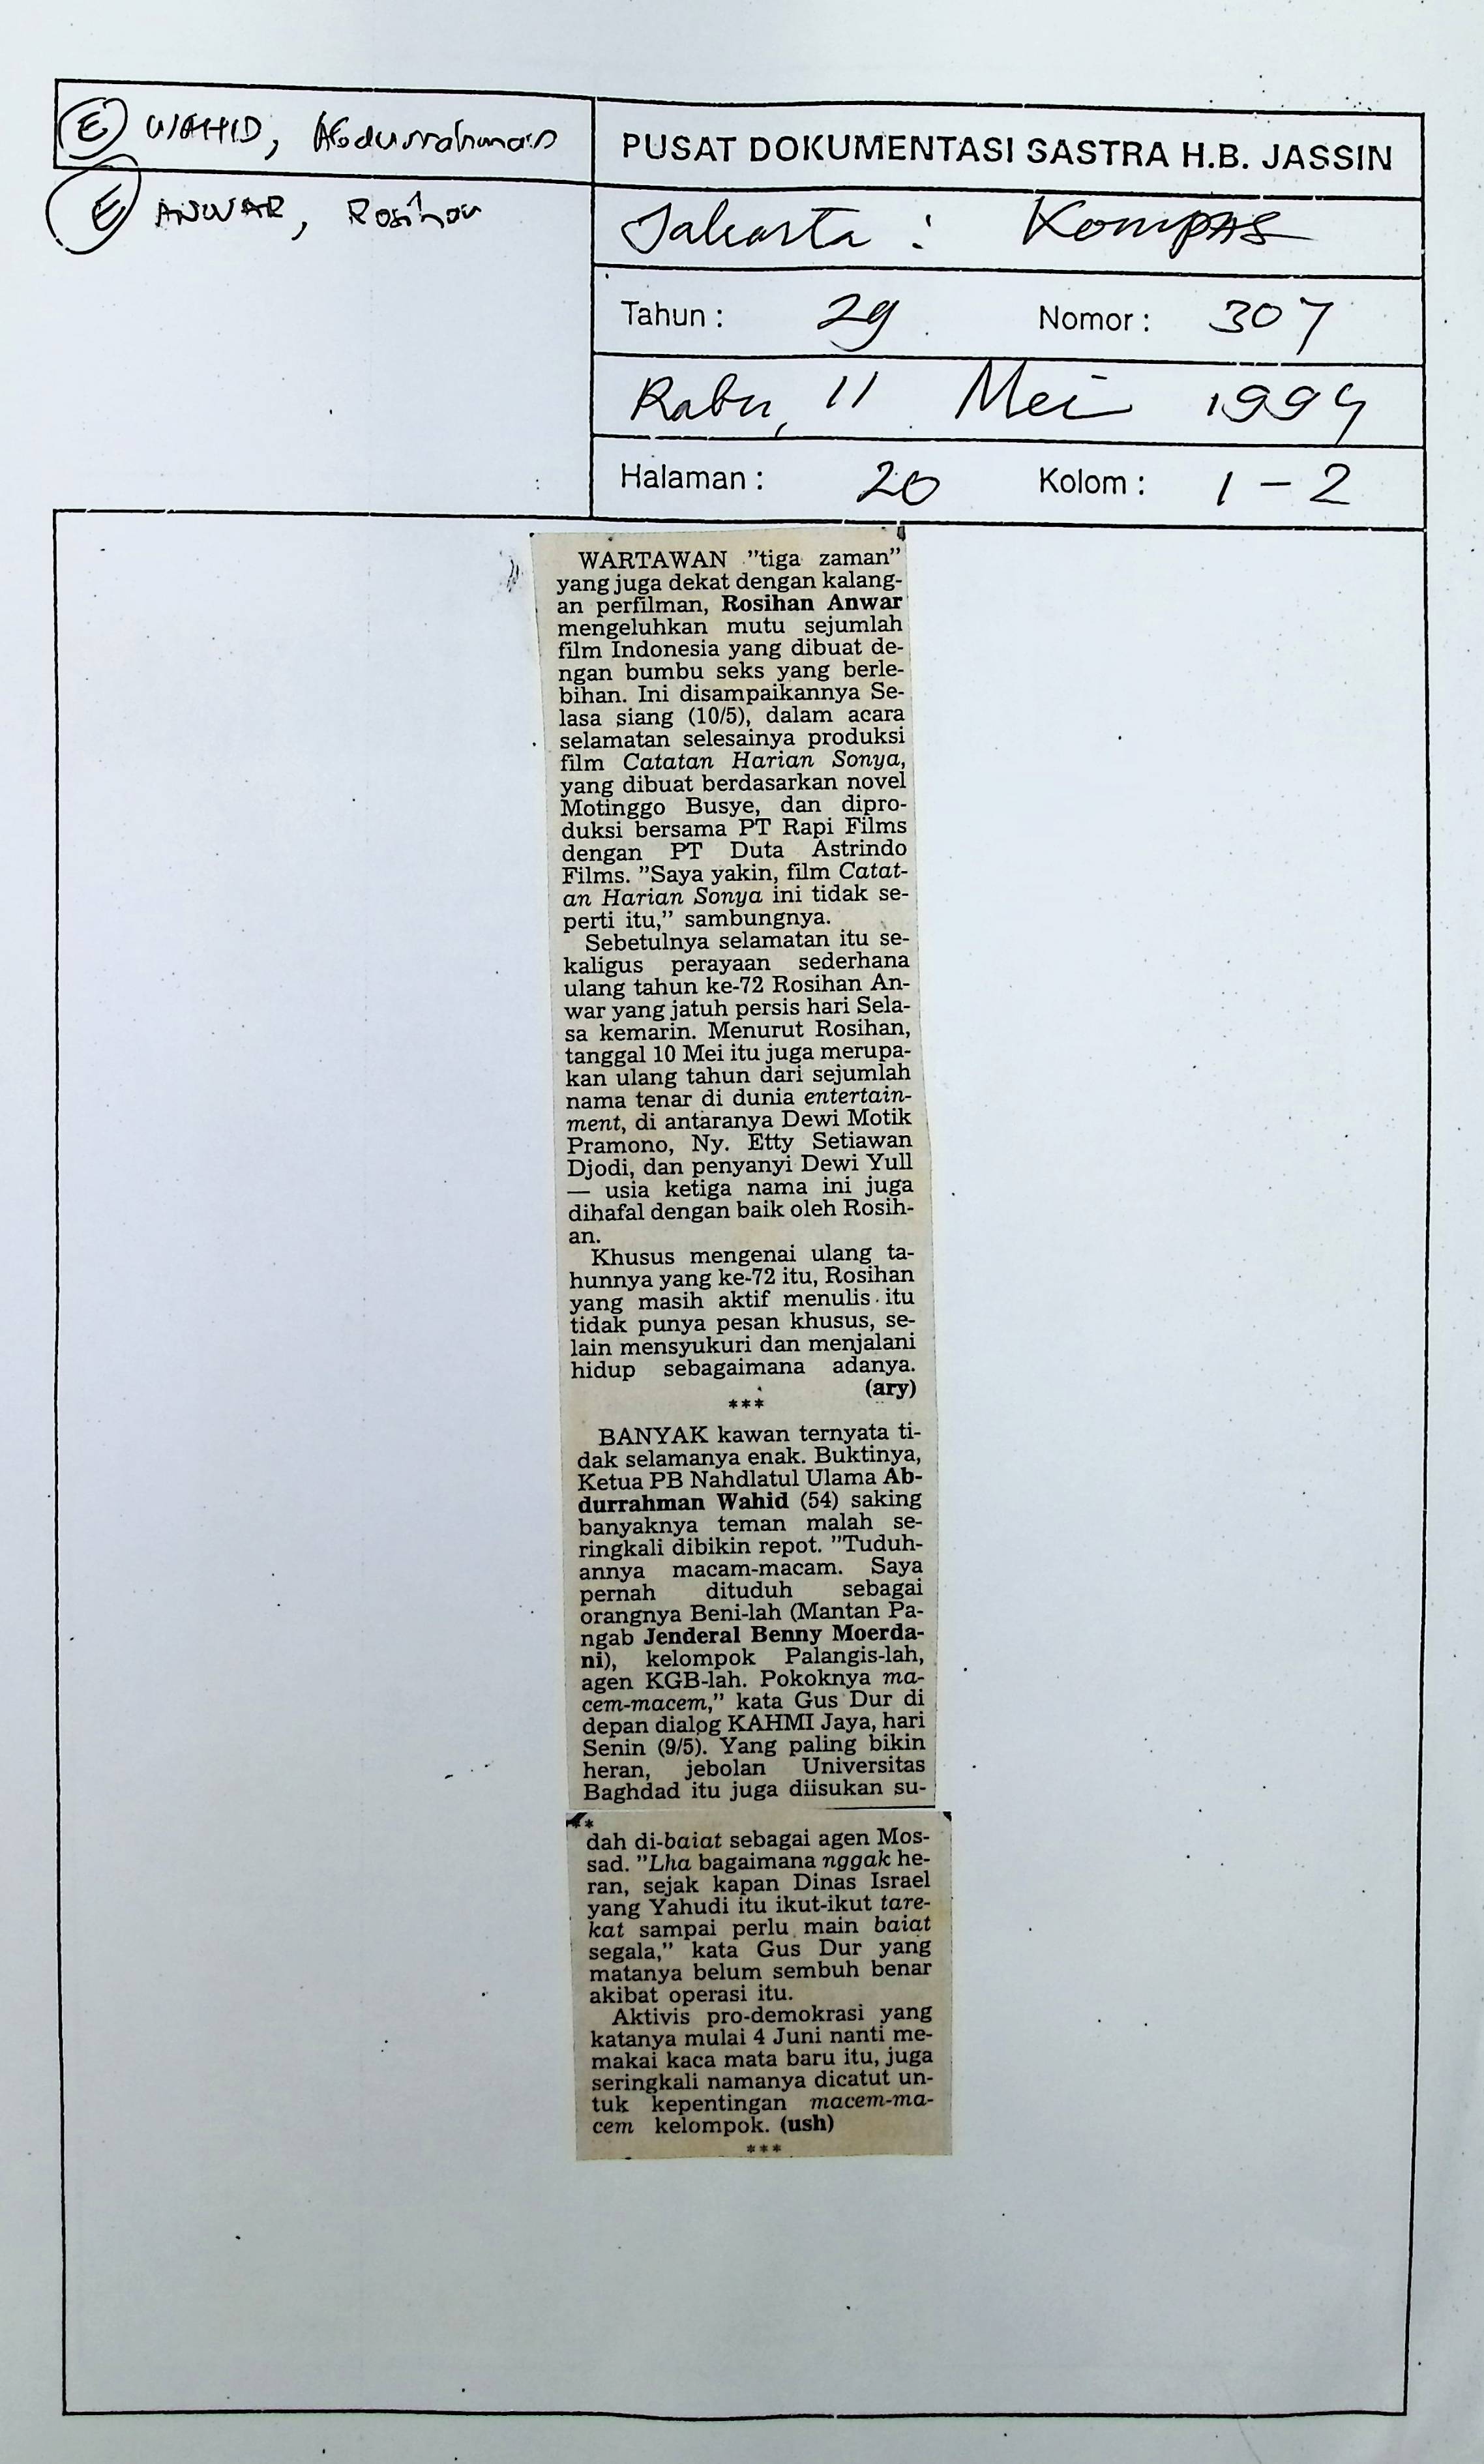 E WAHID, Abdurrahman
E ANWAR, Rosihan
PUSAT DOKUMENTASI SASTRA H.B. JASSIN
Jakarta : Kompas
Tahun : 29 Nomor : 307
Rabu, 11 Mei 1994
Halaman : 20 Kolom : 1 - 2
WARTAWAN ”tiga zaman”
yang juga dekat dengan kalang-
an perfilman, Rosihan Anwar
mengeluhkan mutu sejumlah
film Indonesia yang dibuat de-
ngan bumbu seks yang berle-
bihan. Ini disampaikannya Se-
lasa siang (10/5), dalam acara
selamatan selesainya produksi
film Catatan Harian Sonya,
yang dibuat berdasarkan novel
Motinggo Busye, dan dipro-
duksi bersama PT Rapi Films
dengan PT Duta Astrindo
Films. ”Saya yakin, film Catat-
an Harian Sonya ini tidak se-
perti itu,” sambungnya.
Sebetulnya selamatan itu se-
kaligus perayaan sederhana
ulang tahun ke-72 Rosihan An-
war yang jatuh persis hari Sela-
sa kemarin. Menurut Rosihan,
tanggal 10 Mei itu juga merupa-
kan ulang tahun dari sejumlah
nama tenar di dunia entertain-
ment, di antaranya Dewi Motik
Pramono, Ny. Etty Setiawan
Djodi, dan penyanyi Dewi Yull
— usia ketiga nama ini juga
dihafal dengan baik oleh Rosih-
an.
Khusus mengenai ulang ta-
hunnya yang ke-72 itu, Rosihan
yang masih aktif menulis itu
tidak punya pesan khusus, se-
lain mensyukuri dan menjalani
hidup sebagaimana adanya.
(ary)
***
BANYAK kawan ternyata ti-
dak selamanya enak. Buktinya,
Ketua PB Nahdlatul Ulama Ab-
durrahman Wahid (54) saking
banyaknya teman malah se-
ringkali dibikin repot. ”Tuduh-
annya macam-macam. Saya
pernah dituduh sebagai
orangnya Beni-lah (Mantan Pa-
ngab Jenderal Benny Moerda-
ni), kelompok Palangis-lah,
agen KGB-lah. Pokoknya ma-
cem-macem,” kata Gus Dur di
depan dialog KAHMI Jaya, hari
Senin (9/5). Yang paling bikin
heran, jebolan Universitas
Baghdad itu juga diisukan su-
**
dah di-baiat sebagai agen Mos-
sad. ”Lha bagaimana nggak he-
ran, sejak kapan Dinas Israel
yang Yahudi itu ikut-ikut tare-
kat sampai perlu main baiat
segala,” kata Gus Dur yang
matanya belum sembuh benar
akibat operasi itu.
Aktivis pro-demokrasi yang
katanya mulai 4 Juni nanti me-
makai kaca mata baru itu, juga
seringkali namanya dicatut un-
tuk kepentingan macem-ma-
cem kelompok. (ush)
***